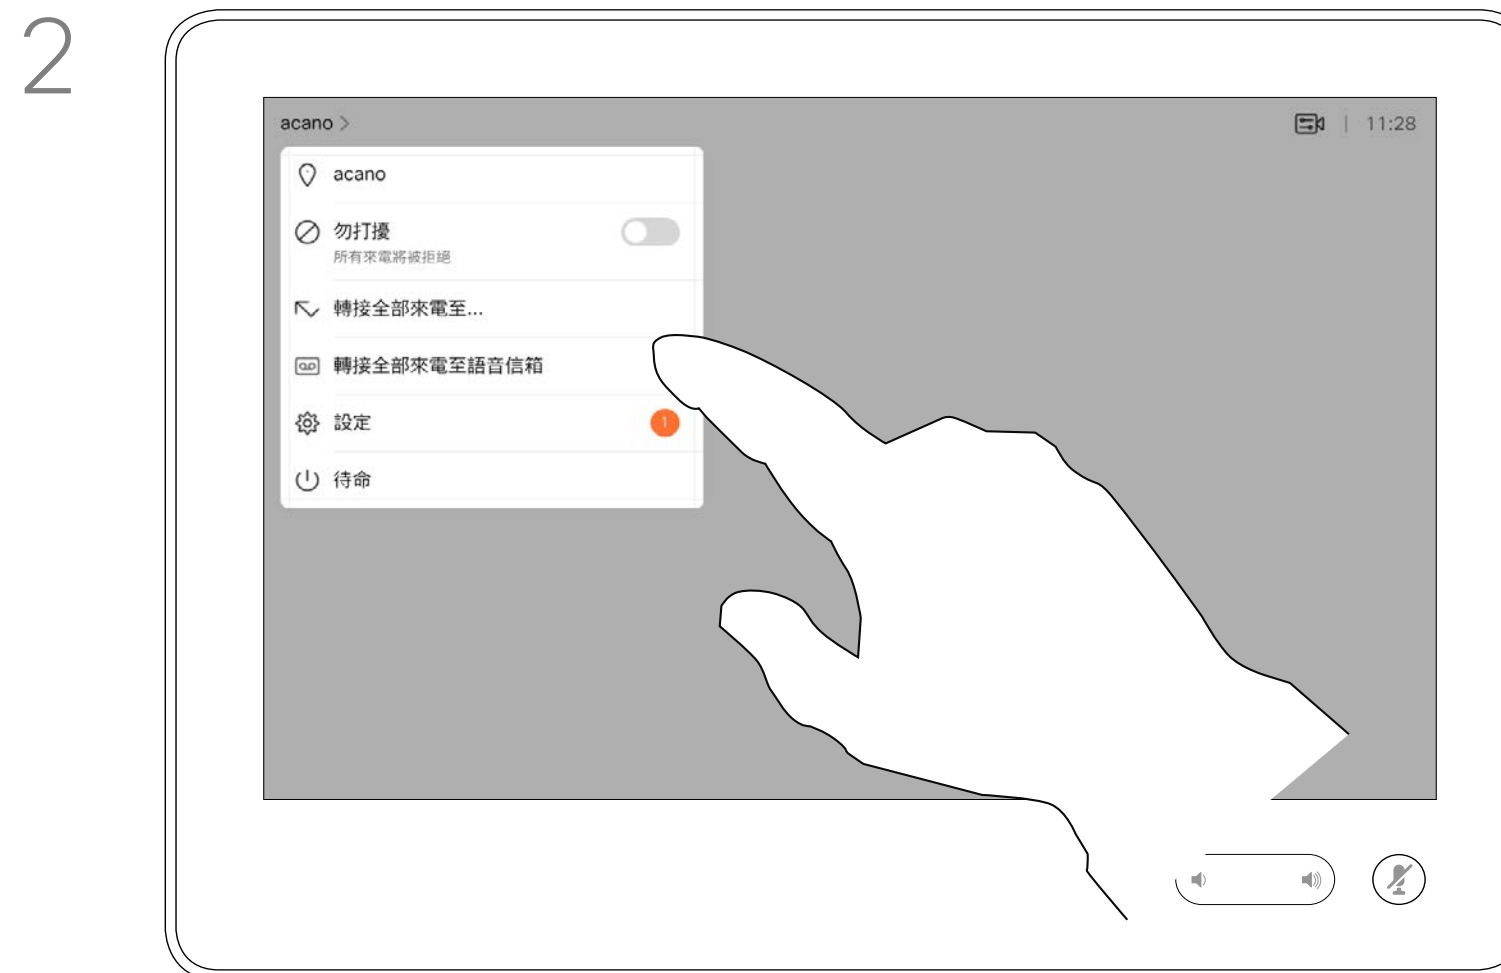 2
acano >
11:28
acano
勿打擾
所有來電將被拒絕
轉接全部來電至...
轉接全部來電至語音信箱
設定
1
待命